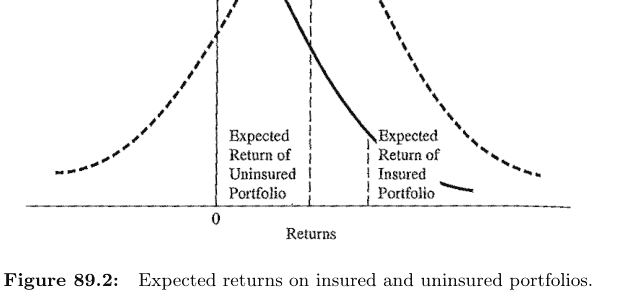 Expected
Return of
Uninsured
Portfolio
Expected
Return of
Insured
Portfolio
0
Returns
Figure 89.2: Expected returns on insured and uninsured portfolios.